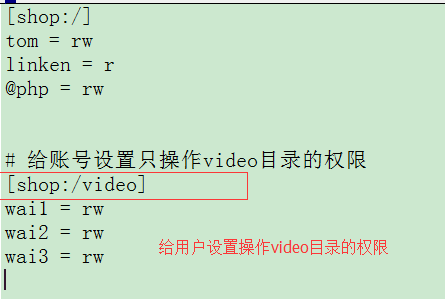 [shop:/]
tom = rw
linken = r
@php = rw
# 给账号设置只操作video目录的权限
[shop:/video]
wai1 = rw
wai2 = rw
wai3 = rw
给用户设置操作video目录的权限